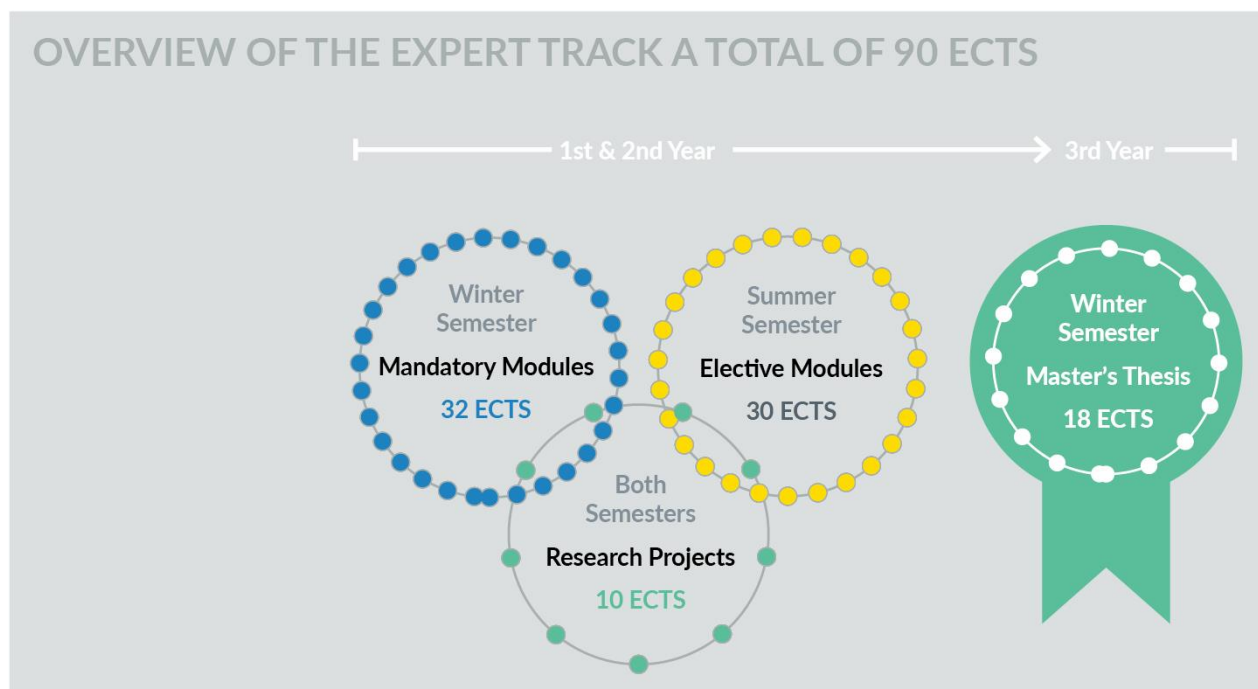 OVERVIEW OF THE EXPERT TRACK A TOTAL OF 90 ECTS
1st & 2nd Year
3rd Year
Winter
Semester
Mandatory Modules
32 ECTS
Summer
Semester
Elective Modules
30 ECTS
Winter
Semester
Master's Thesis
18 ECTS
Both
Semesters
Research Projects
10 ECTS